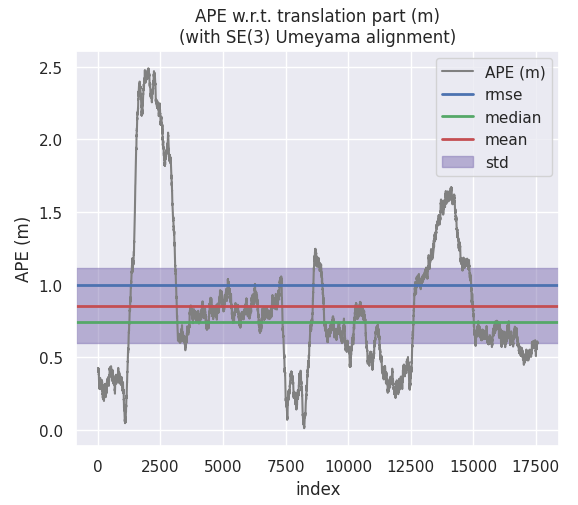 APE w.r.t. translation part (m)
(with SE(3) Umeyama alignment)
APE (m)
rmse
median
mean
std
APE (m)
2.5
2.0
1.5
1.0
0.5
0.0
0 2500 5000 7500 10000 12500 15000 17500
index